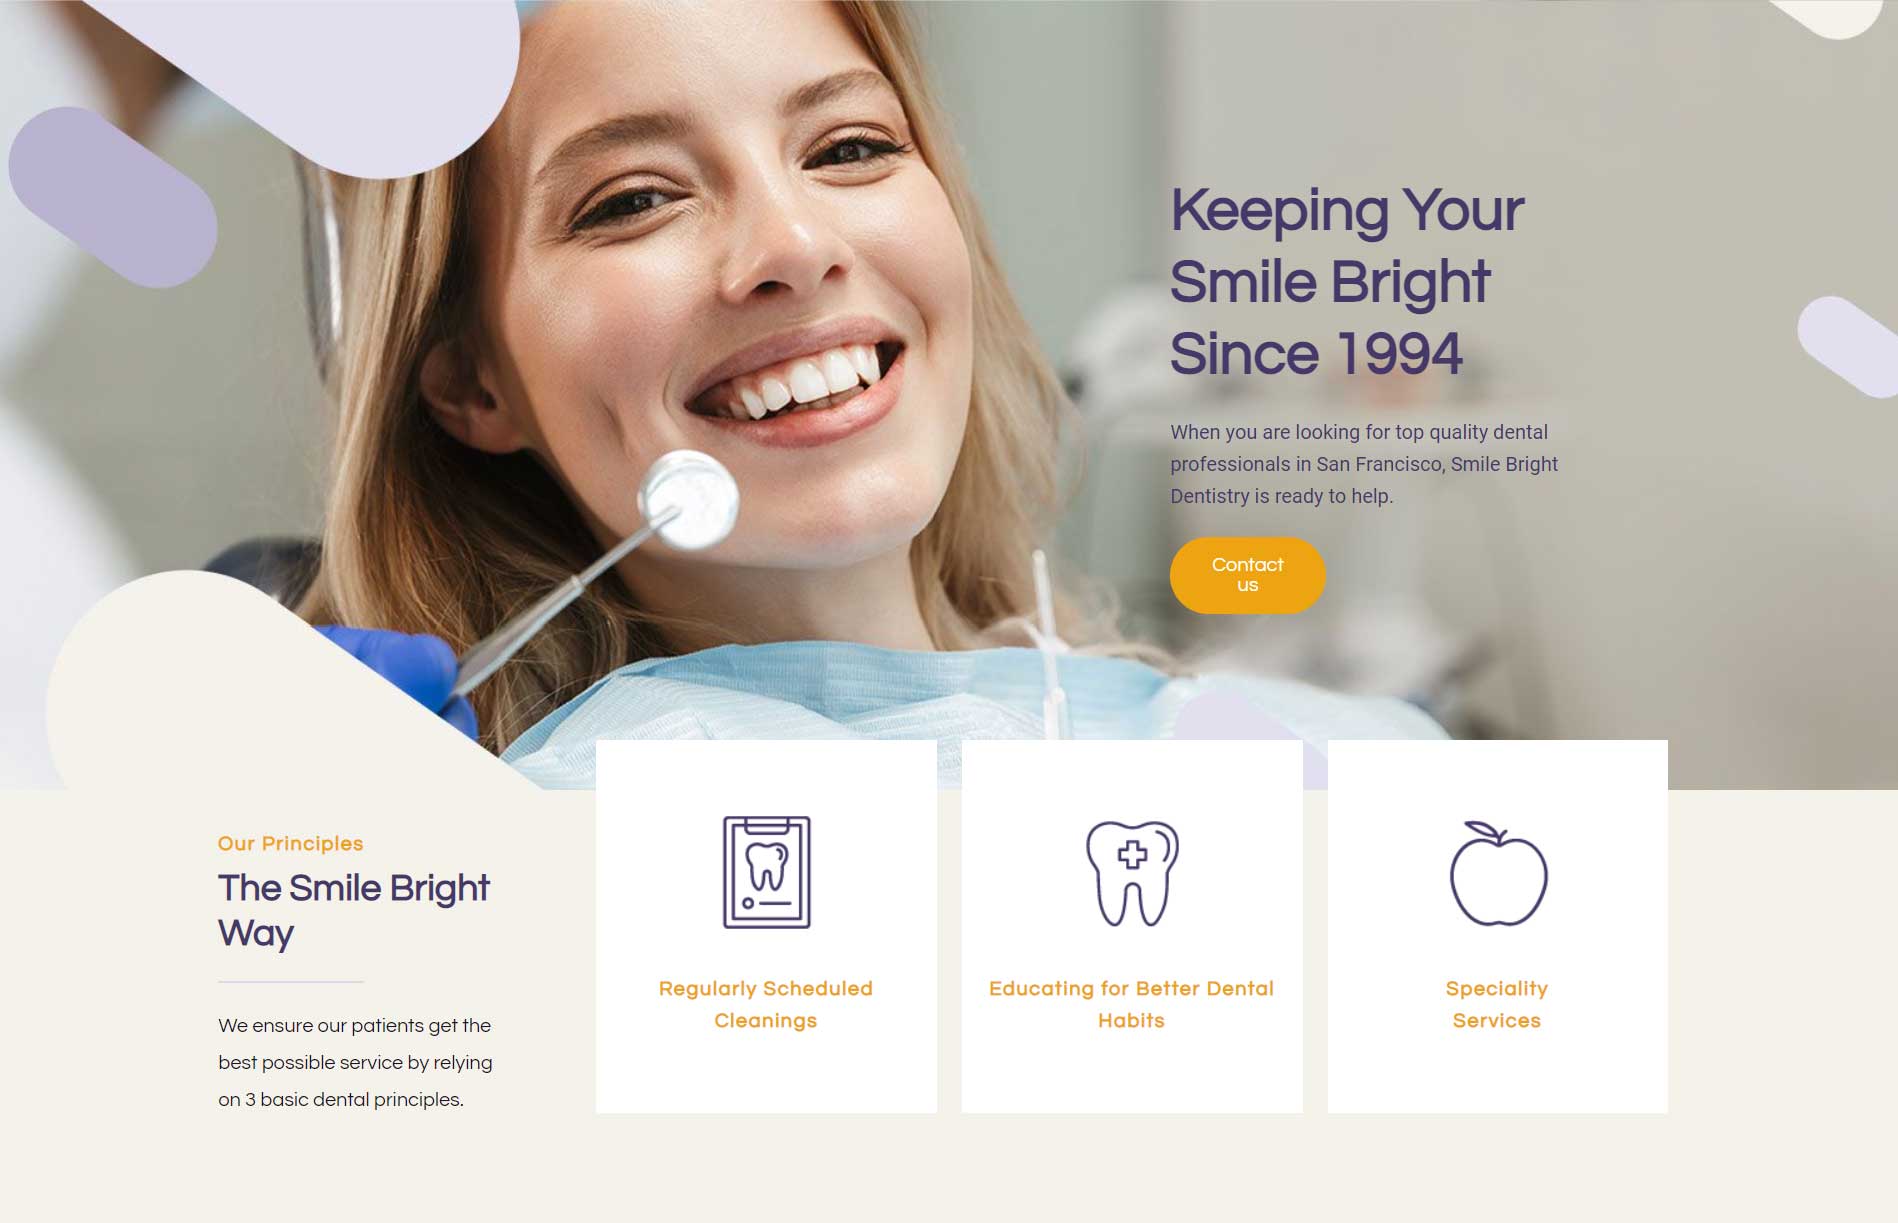 Keeping Your
Smile Bright
Since 1994
When you are looking for top quality dental
professionals in San Francisco, Smile Bright
Dentistry is ready to help.
Contact
us
Our Principles
The Smile Bright
Way
We ensure our patients get the
best possible service by relying
on 3 basic dental principles.
Regularly Scheduled
Cleanings
Educating for Better Dental
Habits
Speciality
Services